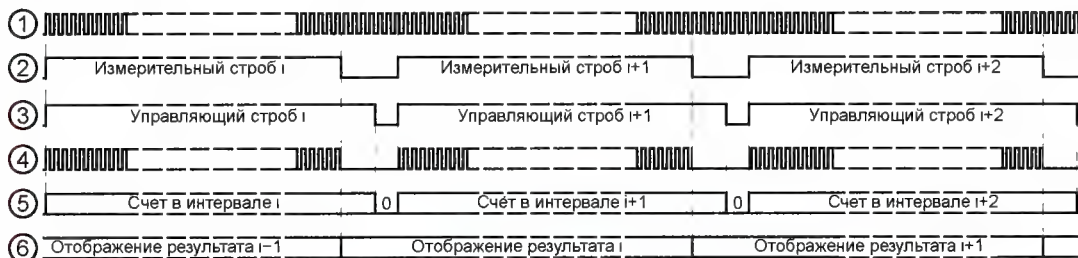 1
2 Измерительный строб i Измерительный строб i+1 Измерительный строб i+2
3 Управляющий строб i Управляющий строб i+1 Управляющий строб i+2
4
5 Счет в интервале i 0 Счёт в интервале i+1 0 Счет в интервале i+2
6 Отображение результата i−1 Отображение результата i Отображение результата i+1